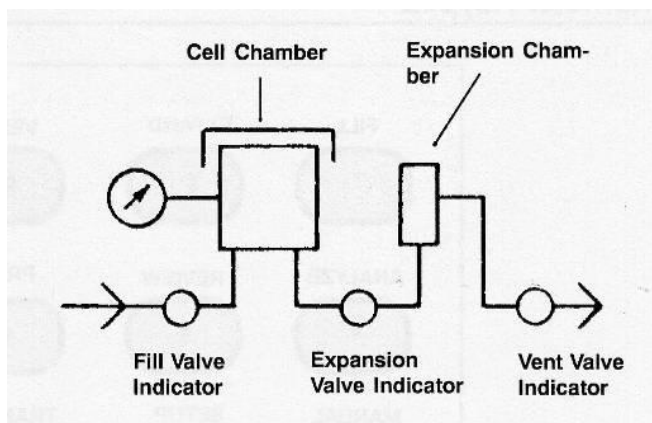 Cell Chamber
Expansion Cham-
ber
Fill Valve
Indicator
Expansion
Valve Indicator
Vent Valve
Indicator